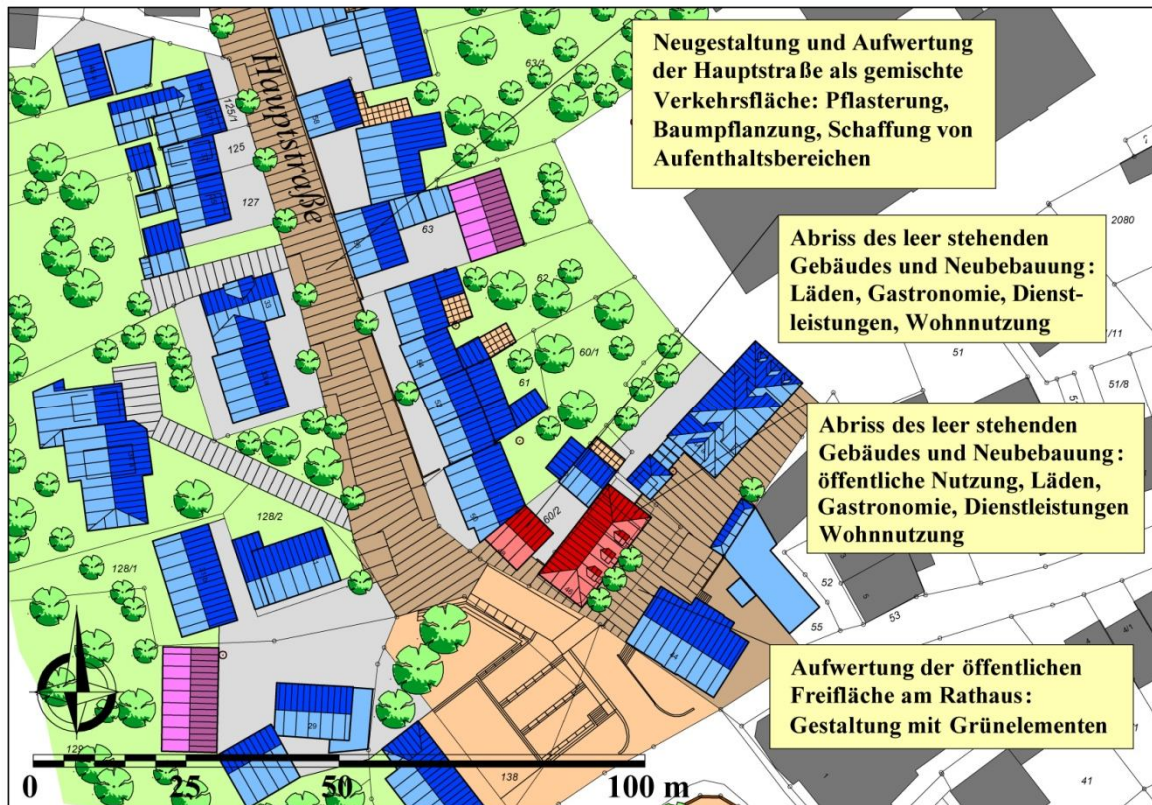 Neugestaltung und Aufwertung
der Hauptstraße als gemischte
Verkehrsfläche: Pflasterung,
Baumpflanzung, Schaffung von
Aufenthaltsbereichen
Abriss des leer stehenden
Gebäudes und Neubebauung:
Läden, Gastronomie, Dienst-
leistungen, Wohnnutzung
Abriss des leer stehenden
Gebäudes und Neubebauung:
öffentliche Nutzung, Läden,
Gastronomie, Dienstleistungen
Wohnnutzung
Aufwertung der öffentlichen
Freifläche am Rathaus:
Gestaltung mit Grünelementen
Hauptstraße
63/1
125/1
125
127
63
62
60/1
61
60/2
128/2
128/1
129
138
29
2080
51
51/8
52
53
55
4/1
41
0 25 50 100 m